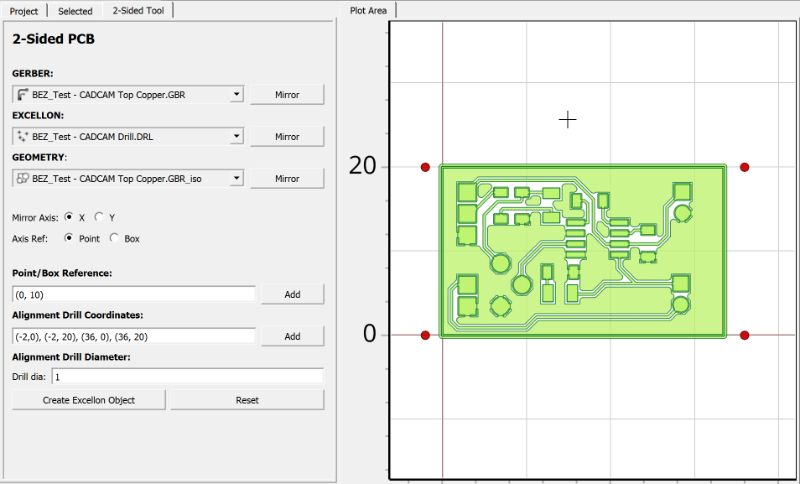 Project Selected 2-Sided Tool Plot Area
2-Sided PCB
GERBER:
BEZ_Test - CADCAM Top Copper.GBR Mirror
EXCELLON:
BEZ_Test - CADCAM Drill.DRL Mirror
GEOMETRY:
BEZ_Test - CADCAM Top Copper.GBR_iso Mirror
Mirror Axis: X Y
Axis Ref: Point Box
Point/Box Reference:
(0, 10) Add
Alignment Drill Coordinates:
(-2,0), (-2, 20), (36, 0), (36, 20) Add
Alignment Drill Diameter:
Drill dia: 1
Create Excellon Object Reset
20
0